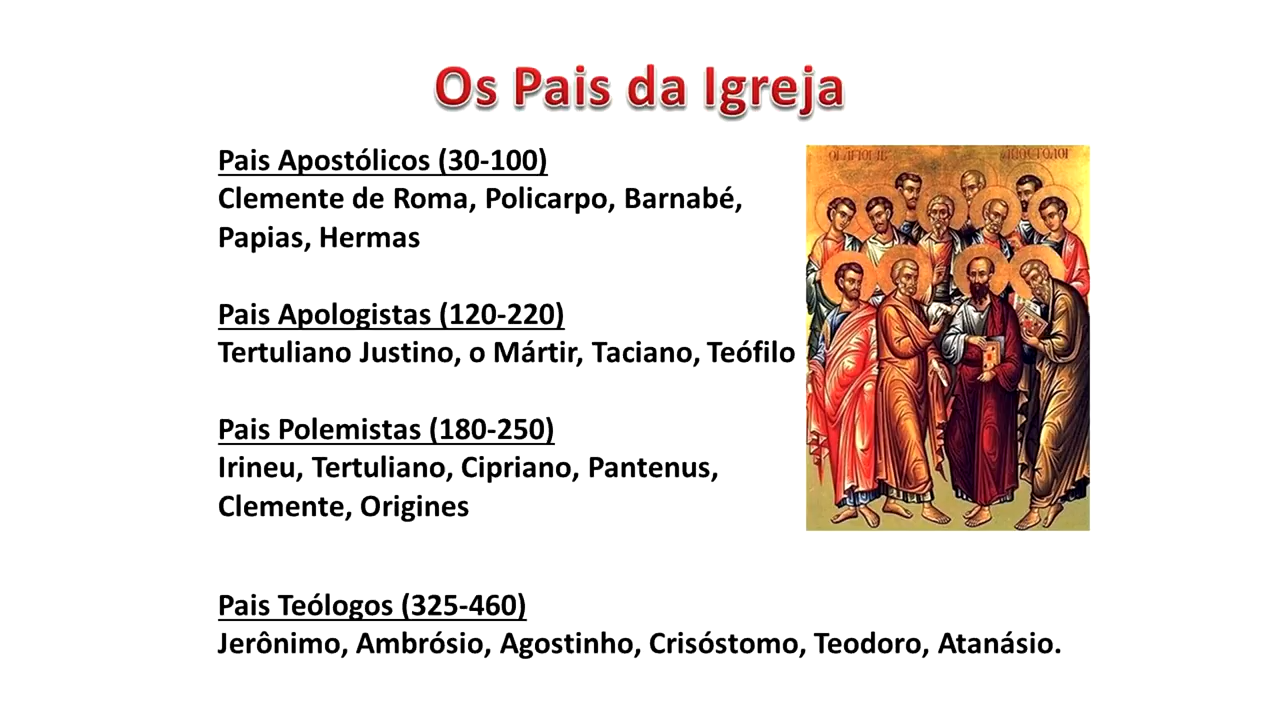 Os Pais da Igreja
Pais Apostólicos (30-100)
Clemente de Roma, Policarpo, Barnabé,
Papias, Hermas
Pais Apologistas (120-220)
Tertuliano Justino, o Mártir, Taciano, Teófilo
Pais Polemistas (180-250)
Irineu, Tertuliano, Cipriano, Pantenus,
Clemente, Origines
Pais Teólogos (325-460)
Jerônimo, Ambrósio, Agostinho, Crisóstomo, Teodoro, Atanásio.